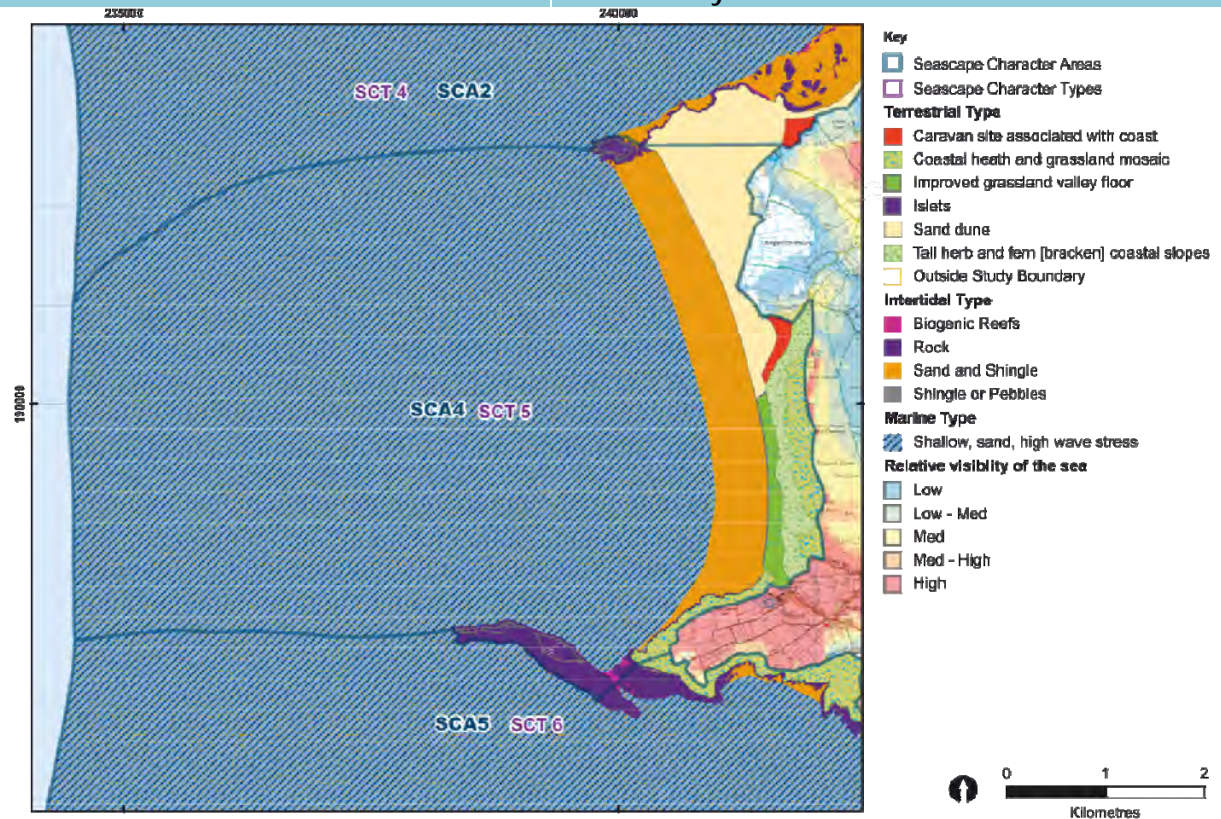 235000 240000
190000
SCT 4 SCA2
SCA4 SCT 5
SCA5 SCT 6
Key
Seascape Character Areas
Seascape Character Types
Terrestrial Type
Caravan site associated with coast
Coastal heath and grassland mosaic
Improved grassland valley floor
Islets
Sand dune
Tall herb and fern [bracken] coastal slopes
Outside Study Boundary
Intertidal Type
Biogenic Reefs
Rock
Sand and Shingle
Shingle or Pebbles
Marine Type
Shallow, sand, high wave stress
Relative visiblity of the sea
Low
Low - Med
Med
Med - High
High
0 1 2
Kilometres